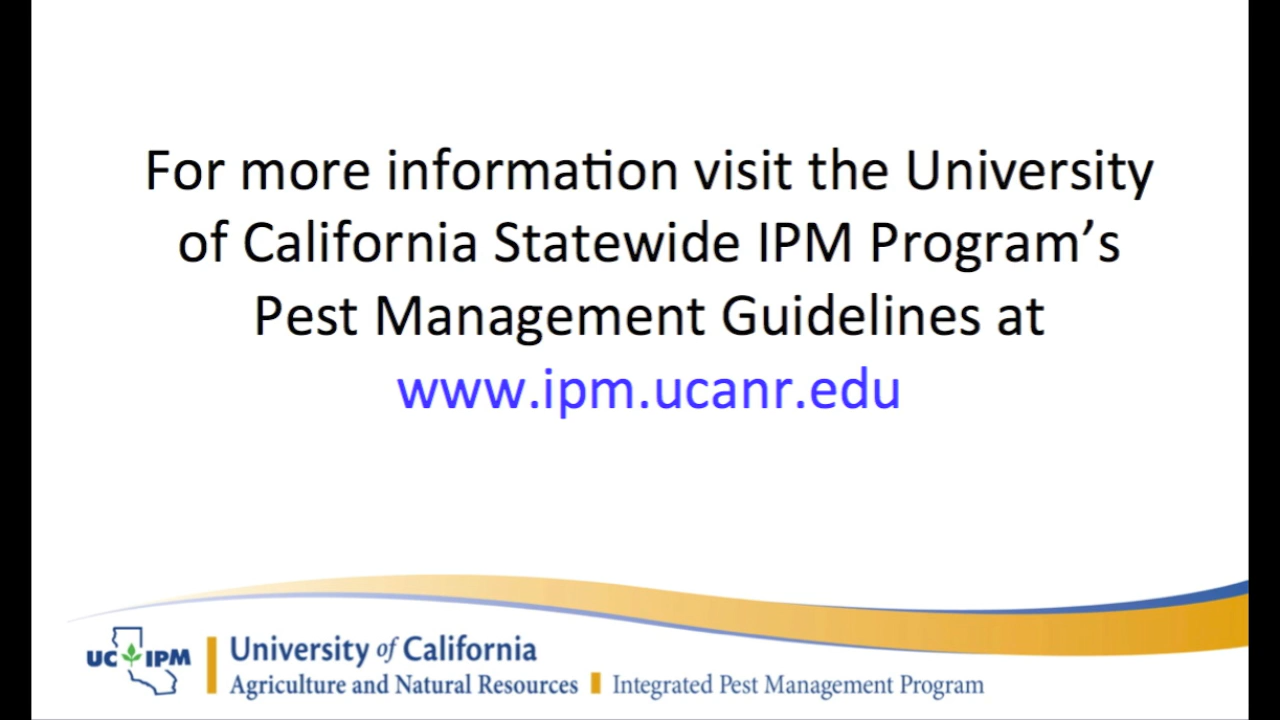 For more information visit the University
of California Statewide IPM Program’s
Pest Management Guidelines at
www.ipm.ucanr.edu
UC IPM
University of California
Agriculture and Natural Resources Integrated Pest Management Program